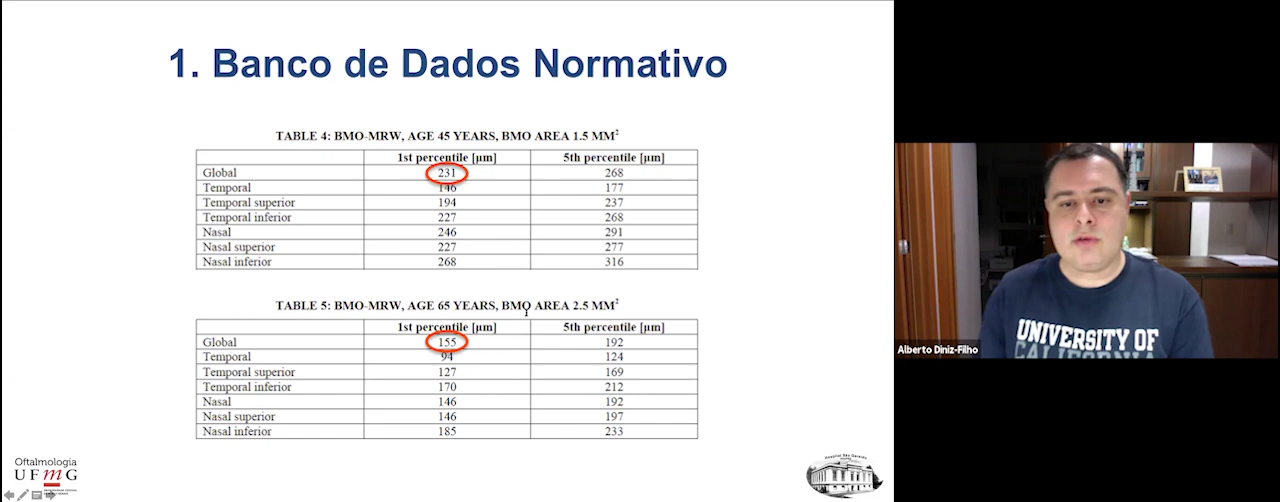 1. Banco de Dados Normativo
TABLE 4: BMO-MRW, AGE 45 YEARS, BMO AREA 1.5 MM²
1st percentile [µm] 5th percentile [µm]
Global 231 268
Temporal 146 177
Temporal superior 194 237
Temporal inferior 227 268
Nasal 246 291
Nasal superior 227 277
Nasal inferior 268 316
TABLE 5: BMO-MRW, AGE 65 YEARS, BMO AREA 2.5 MM²
1st percentile [µm] 5th percentile [µm]
Global 155 192
Temporal 94 124
Temporal superior 127 169
Temporal inferior 170 212
Nasal 146 192
Nasal superior 146 197
Nasal inferior 185 233
Oftalmologia
UFmG
Hospital São Geraldo
UNIVERSITY OF
CALIFORNIA
Alberto Diniz-Filho